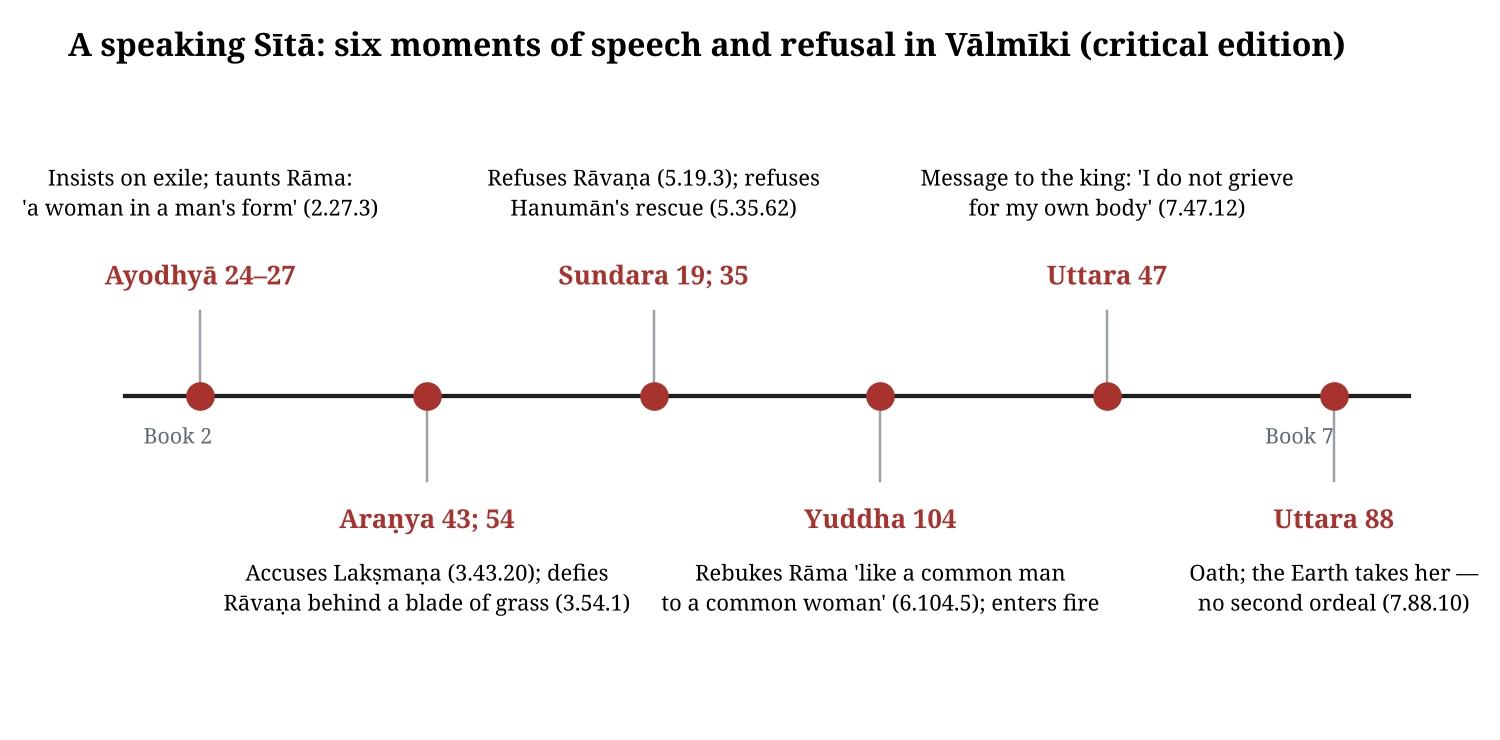 A speaking Sītā: six moments of speech and refusal in Vālmīki (critical edition)
Insists on exile; taunts Rāma:
'a woman in a man's form' (2.27.3)
Ayodhyā 24–27
Refuses Rāvaṇa (5.19.3); refuses
Hanumān's rescue (5.35.62)
Sundara 19; 35
Message to the king: 'I do not grieve
for my own body' (7.47.12)
Uttara 47
Book 2
Book 7
Araṇya 43; 54
Accuses Lakṣmaṇa (3.43.20); defies
Rāvaṇa behind a blade of grass (3.54.1)
Yuddha 104
Rebukes Rāma 'like a common man
to a common woman' (6.104.5); enters fire
Uttara 88
Oath; the Earth takes her —
no second ordeal (7.88.10)